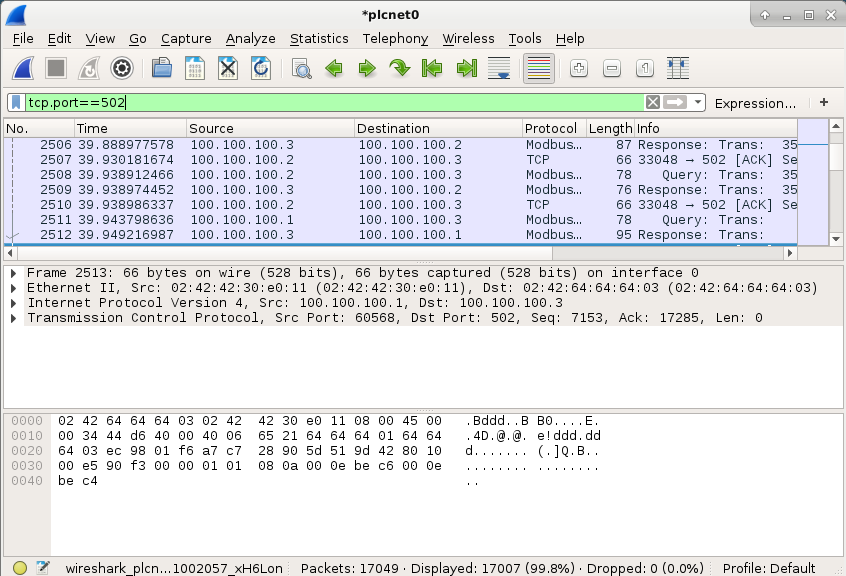 *plcnet0
File Edit View Go Capture Analyze Statistics Telephony Wireless Tools Help
tcp.port==502 Expression... +
No. Time Source Destination Protocol Length Info
2506 39.888977578 100.100.100.3 100.100.100.2 Modbus… 87 Response: Trans: 35
2507 39.930181674 100.100.100.2 100.100.100.3 TCP 66 33048 → 502 [ACK] Se
2508 39.938912466 100.100.100.2 100.100.100.3 Modbus… 78 Query: Trans: 35
2509 39.938974452 100.100.100.3 100.100.100.2 Modbus… 76 Response: Trans: 35
2510 39.938986337 100.100.100.2 100.100.100.3 TCP 66 33048 → 502 [ACK] Se
2511 39.943798636 100.100.100.1 100.100.100.3 Modbus… 78 Query: Trans:
2512 39.949216987 100.100.100.3 100.100.100.1 Modbus… 95 Response: Trans:
Frame 2513: 66 bytes on wire (528 bits), 66 bytes captured (528 bits) on interface 0
Ethernet II, Src: 02:42:42:30:e0:11 (02:42:42:30:e0:11), Dst: 02:42:64:64:64:03 (02:42:64:64:64:03)
Internet Protocol Version 4, Src: 100.100.100.1, Dst: 100.100.100.3
Transmission Control Protocol, Src Port: 60568, Dst Port: 502, Seq: 7153, Ack: 17285, Len: 0
0000 02 42 64 64 64 03 02 42 42 30 e0 11 08 00 45 00 .Bddd..B B0....E.
0010 00 34 44 d6 40 00 40 06 65 21 64 64 64 01 64 64 .4D.@.@. e!ddd.dd
0020 64 03 ec 98 01 f6 a7 c7 28 90 5d 51 9d 42 80 10 d....... (.]Q.B..
0030 00 e5 90 f3 00 00 01 01 08 0a 00 0e be c6 00 0e ........ ........
0040 be c4 ..
wireshark_plcn…1002057_xH6Lon Packets: 17049 · Displayed: 17007 (99.8%) · Dropped: 0 (0.0%) Profile: Default